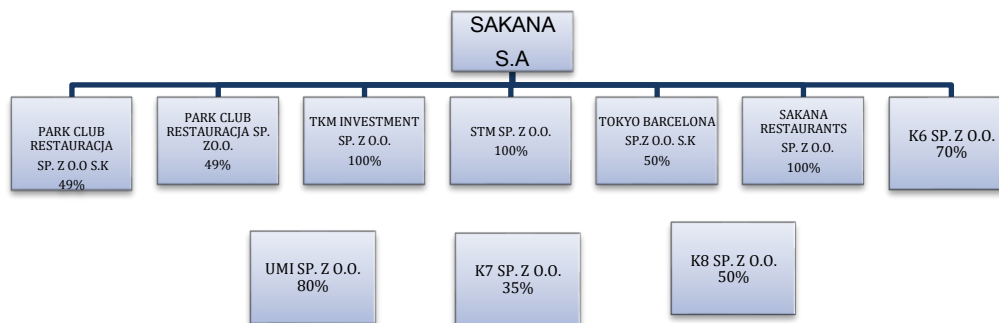 SAKANA
S.A
PARK CLUB
RESTAURACJA
SP. Z O.O S.K
49%
PARK CLUB
RESTAURACJA SP.
ZO.O.
49%
TKM INVESTMENT
SP. Z O.O.
100%
STM SP. Z O.O.
100%
TOKYO BARCELONA
SP.Z O.O. S.K
50%
SAKANA
RESTAURANTS
SP. Z O.O.
100%
K6 SP. Z O.O.
70%
UMI SP. Z O.O.
80%
K7 SP. Z O.O.
35%
K8 SP. Z O.O.
50%